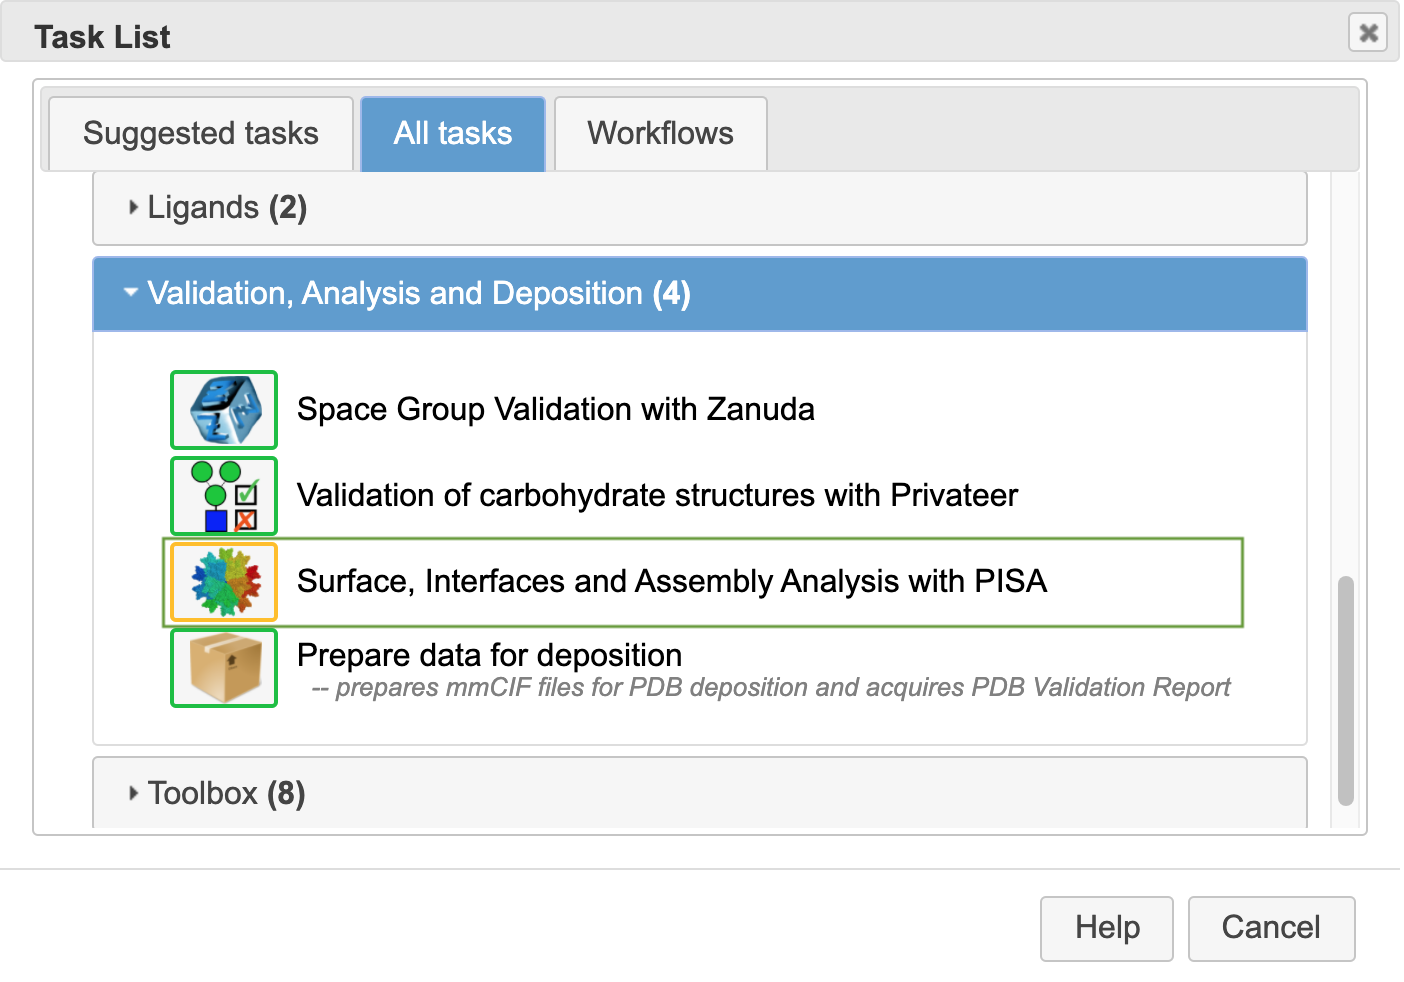 Task List
Suggested tasks
All tasks
Workflows
Ligands (2)
Validation, Analysis and Deposition (4)
Space Group Validation with Zanuda
Validation of carbohydrate structures with Privateer
Surface, Interfaces and Assembly Analysis with PISA
Prepare data for deposition
-- prepares mmCIF files for PDB deposition and acquires PDB Validation Report
Toolbox (8)
Help
Cancel